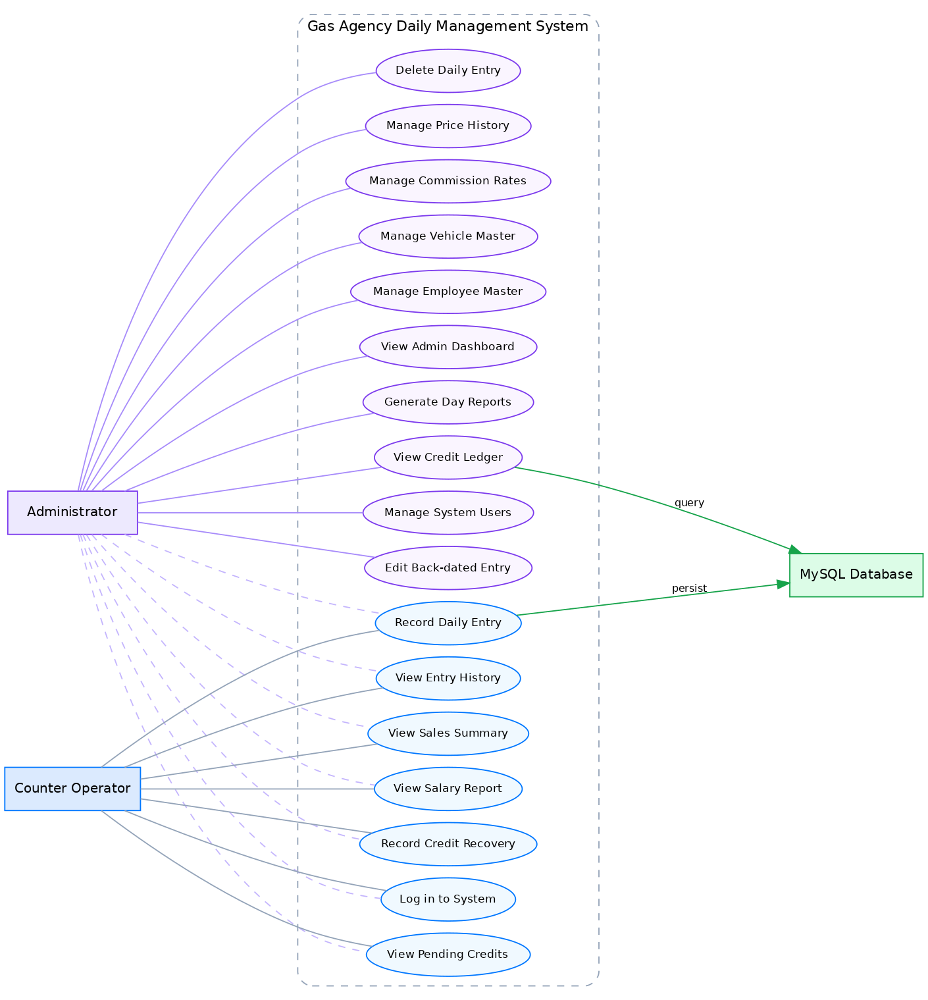 Gas Agency Daily Management System
Delete Daily Entry
Manage Price History
Manage Commission Rates
Manage Vehicle Master
Manage Employee Master
View Admin Dashboard
Generate Day Reports
View Credit Ledger
query
Administrator
Manage System Users
Edit Back-dated Entry
MySQL Database
persist
Record Daily Entry
View Entry History
View Sales Summary
Counter Operator
View Salary Report
Record Credit Recovery
Log in to System
View Pending Credits